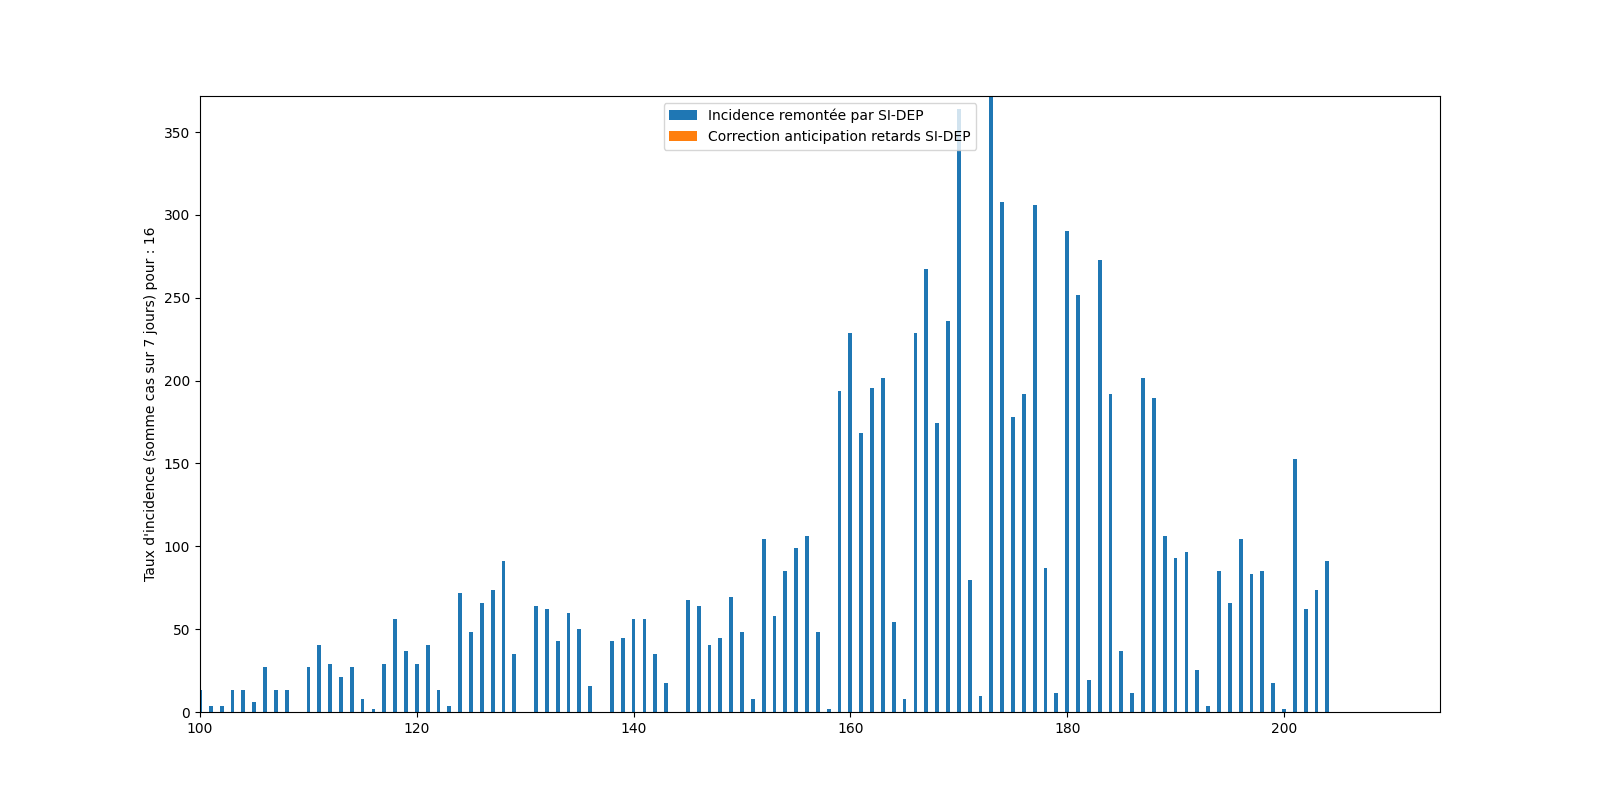 Incidence remontée par SI-DEP
Correction anticipation retards SI-DEP
Taux d'incidence (somme cas sur 7 jours) pour : 16
350
300
250
200
150
100
50
0
100 120 140 160 180 200